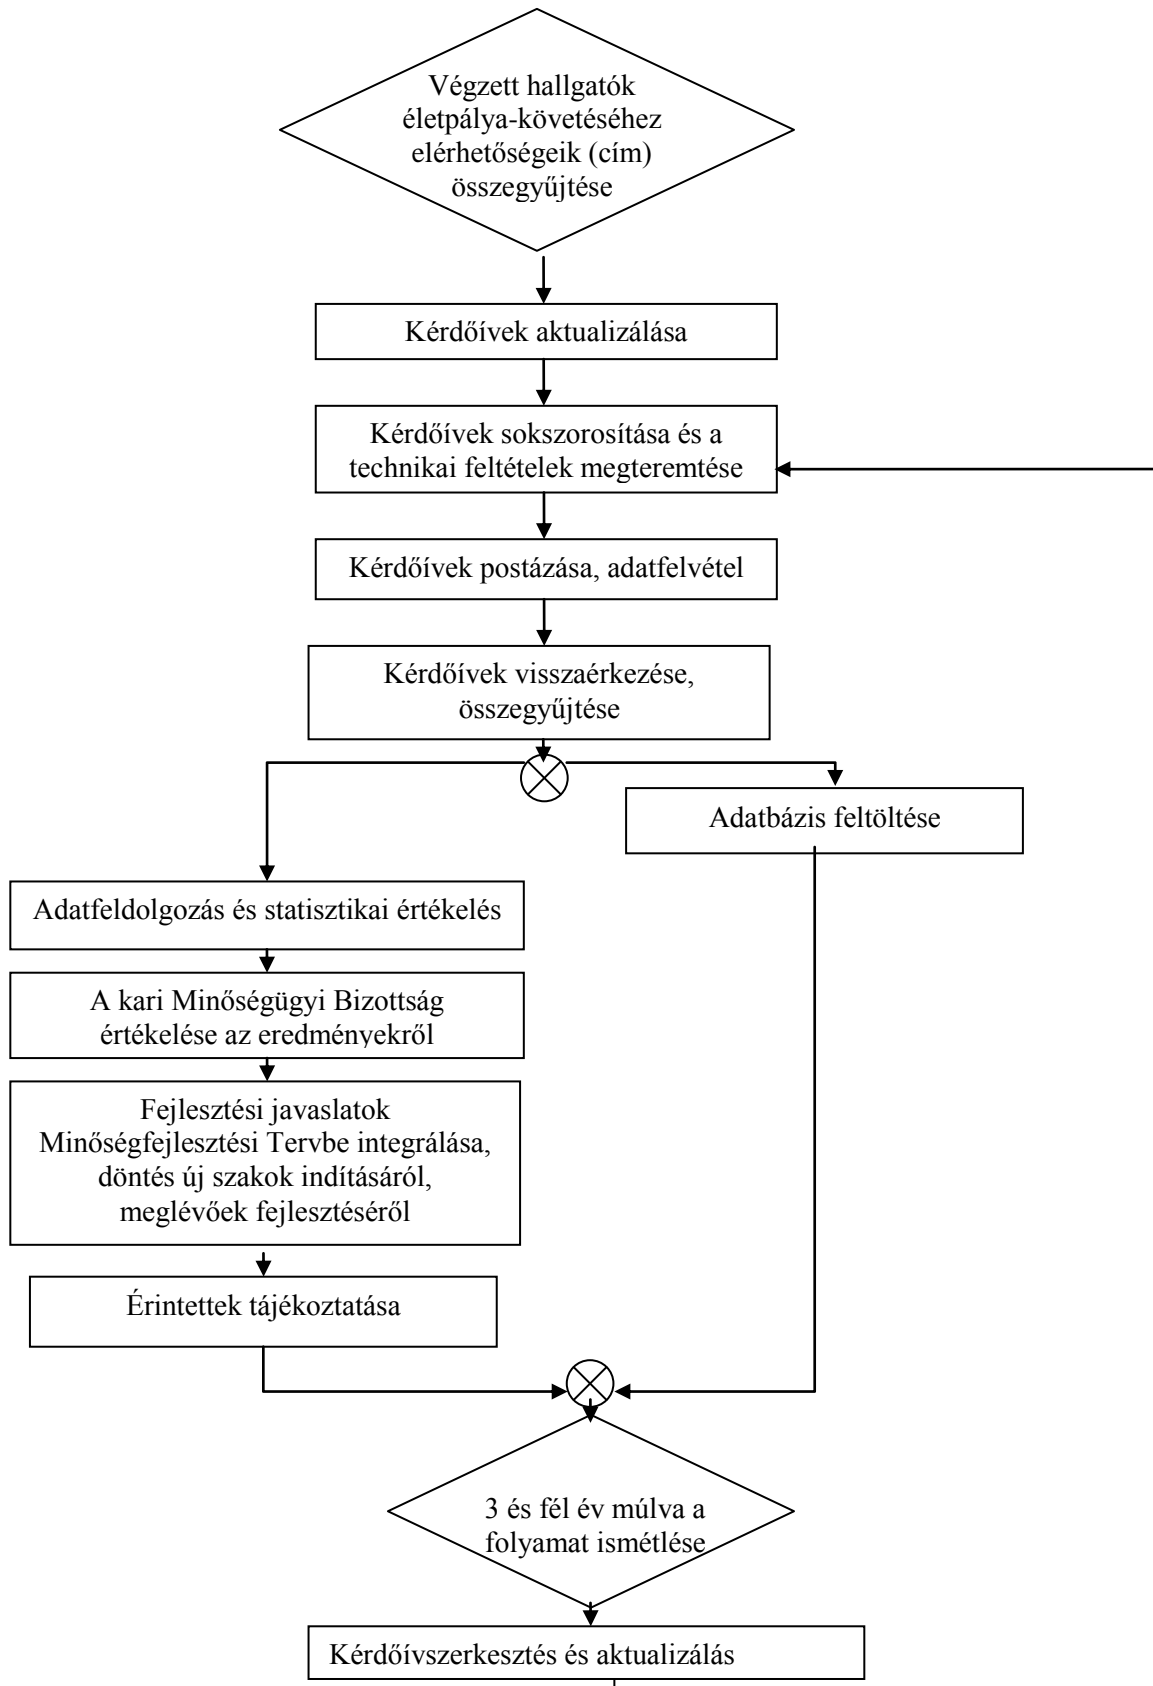 Végzett hallgatók
életpálya-követéséhez
elérhetőségeik (cím)
összegyűjtése
Kérdőívek aktualizálása
Kérdőívek sokszorosítása és a
technikai feltételek megteremtése
Kérdőívek postázása, adatfelvétel
Kérdőívek visszaérkezése,
összegyűjtése
Adatbázis feltöltése
Adatfeldolgozás és statisztikai értékelés
A kari Minőségügyi Bizottság
értékelése az eredményekről
Fejlesztési javaslatok
Minőségfejlesztési Tervbe integrálása,
döntés új szakok indításáról,
meglévőek fejlesztéséről
Érintettek tájékoztatása
3 és fél év múlva a
folyamat ismétlése
Kérdőívszerkesztés és aktualizálás